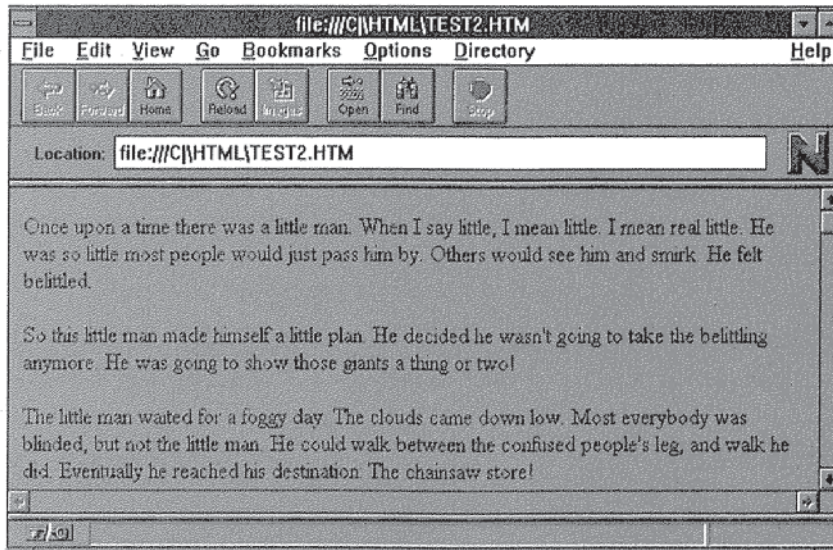 file:///C|\HTML\TEST2.HTM
File Edit View Go Bookmarks Options Directory Help
Back Forward Home Reload Images Open Find Stop
Location: file:///C|\HTML\TEST2.HTM
N
Once upon a time there was a little man. When I say little, I mean little. I mean real little. He
was so little most people would just pass him by. Others would see him and smirk. He felt
belittled.
So this little man made himself a little plan. He decided he wasn't going to take the belittling
anymore. He was going to show those giants a thing or two!
The little man waited for a foggy day. The clouds came down low. Most everybody was
blinded, but not the little man. He could walk between the confused people's leg, and walk he
did. Eventually he reached his destination. The chainsaw store!